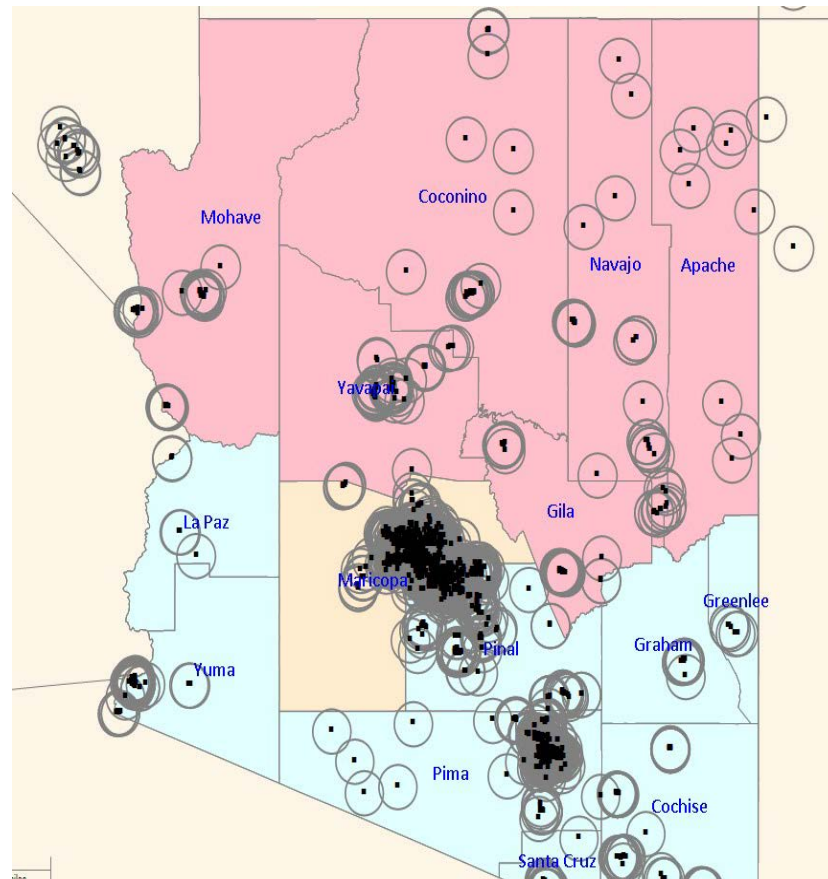 Mohave
Coconino
Navajo
Apache
Yavapai
La Paz
Gila
Maricopa
Greenlee
Graham
Pinal
Yuma
Pima
Cochise
Santa Cruz